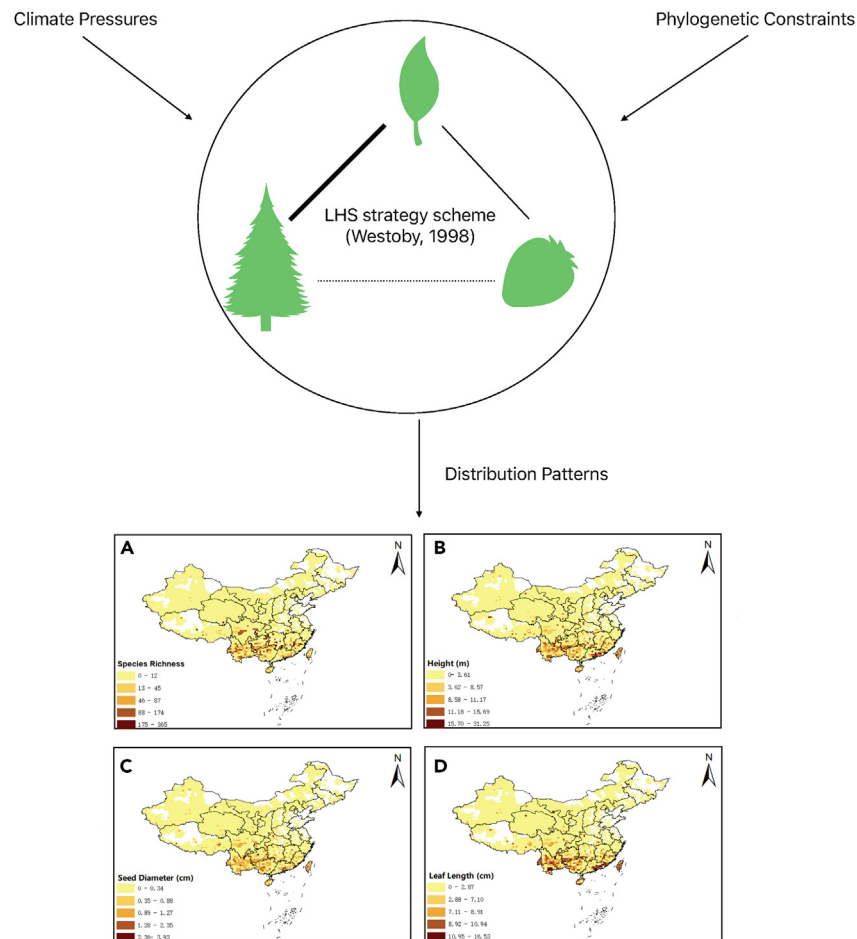 Climate Pressures
Phylogenetic Constraints
LHS strategy scheme
(Westoby, 1998)
Distribution Patterns
A
N
Species Richness
0 - 12
13 - 45
46 - 87
88 - 174
175 - 365
B
N
Height (m)
0- 3.61
3.62 - 8.57
8.58 - 11.17
11.18 - 15.69
15.70 - 31.25
C
N
Seed Diameter (cm)
0 - 0.34
0.35 - 0.88
0.89 - 1.27
1.28 - 2.35
2.36- 3.93
D
N
Leaf Length (cm)
0 - 2.87
2.88 - 7.10
7.11 - 8.91
8.92 - 10.94
10.95 - 16.53